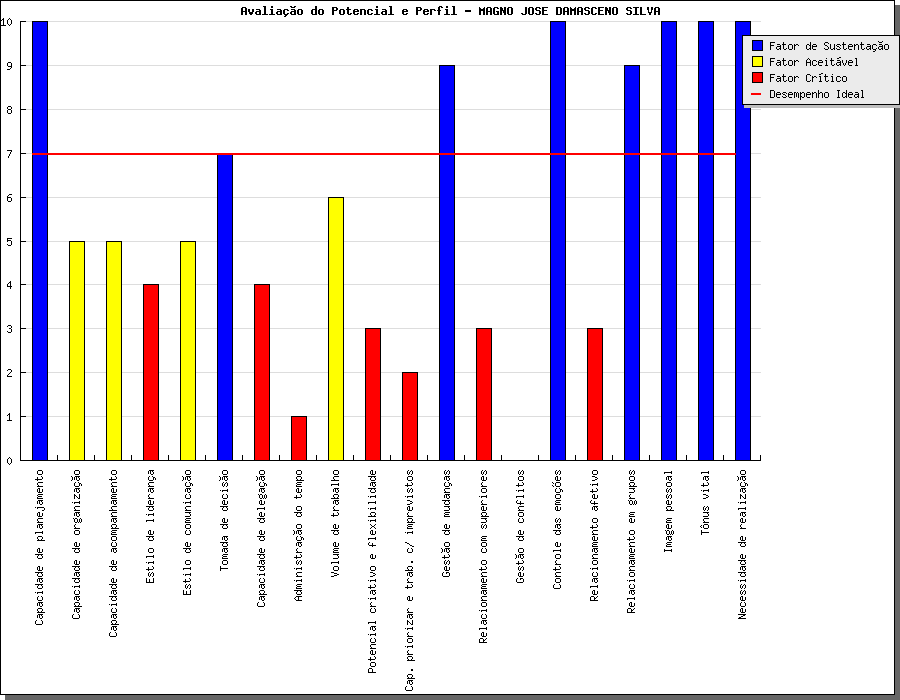 Avaliação do Potencial e Perfil - MAGNO JOSE DAMASCENO SILVA
Fator de Sustentação
Fator Aceitável
Fator Crítico
Desempenho Ideal
10
9
8
7
6
5
4
3
2
1
0
Capacidade de planejamento
Capacidade de organização
Capacidade de acompanhamento
Estilo de liderança
Estilo de comunicação
Tomada de decisão
Capacidade de delegação
Administração do tempo
Volume de trabalho
Potencial criativo e flexibilidade
Cap. priorizar e trab. c/ imprevistos
Gestão de mudanças
Relacionamento com superiores
Gestão de conflitos
Controle das emoções
Relacionamento afetivo
Relacionamento em grupos
Imagem pessoal
Tônus vital
Necessidade de realização